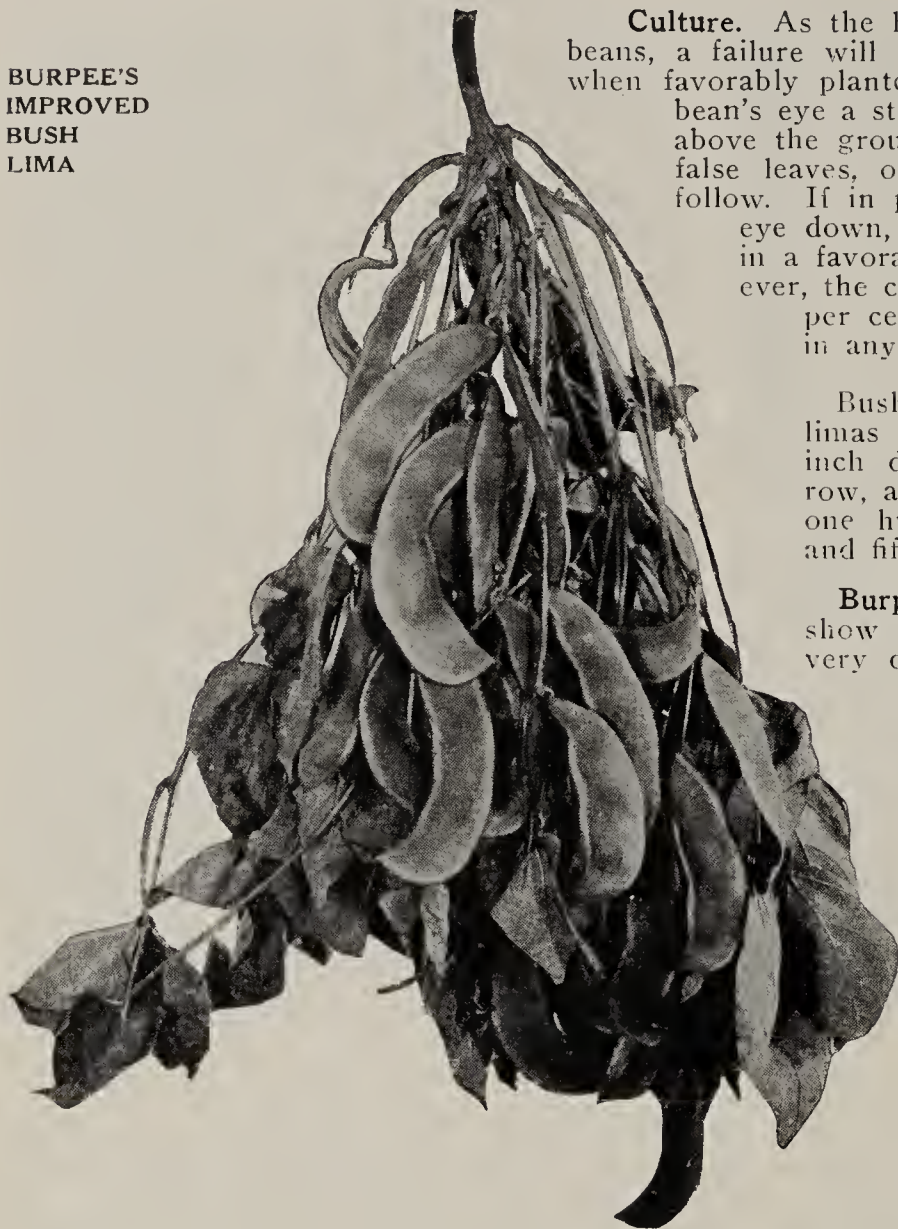 BURPEE'S
IMPROVED
BUSH
LIMA
Culture. As the
beans, a failure will
when favorably plant
bean's eye a st
above the grou
false leaves, o
follow. If in p
eye down,
in a favora
ever, the c
per ce
in any
Bush
limas
inch d
row, a
one h
and fif
Burp
show
very c